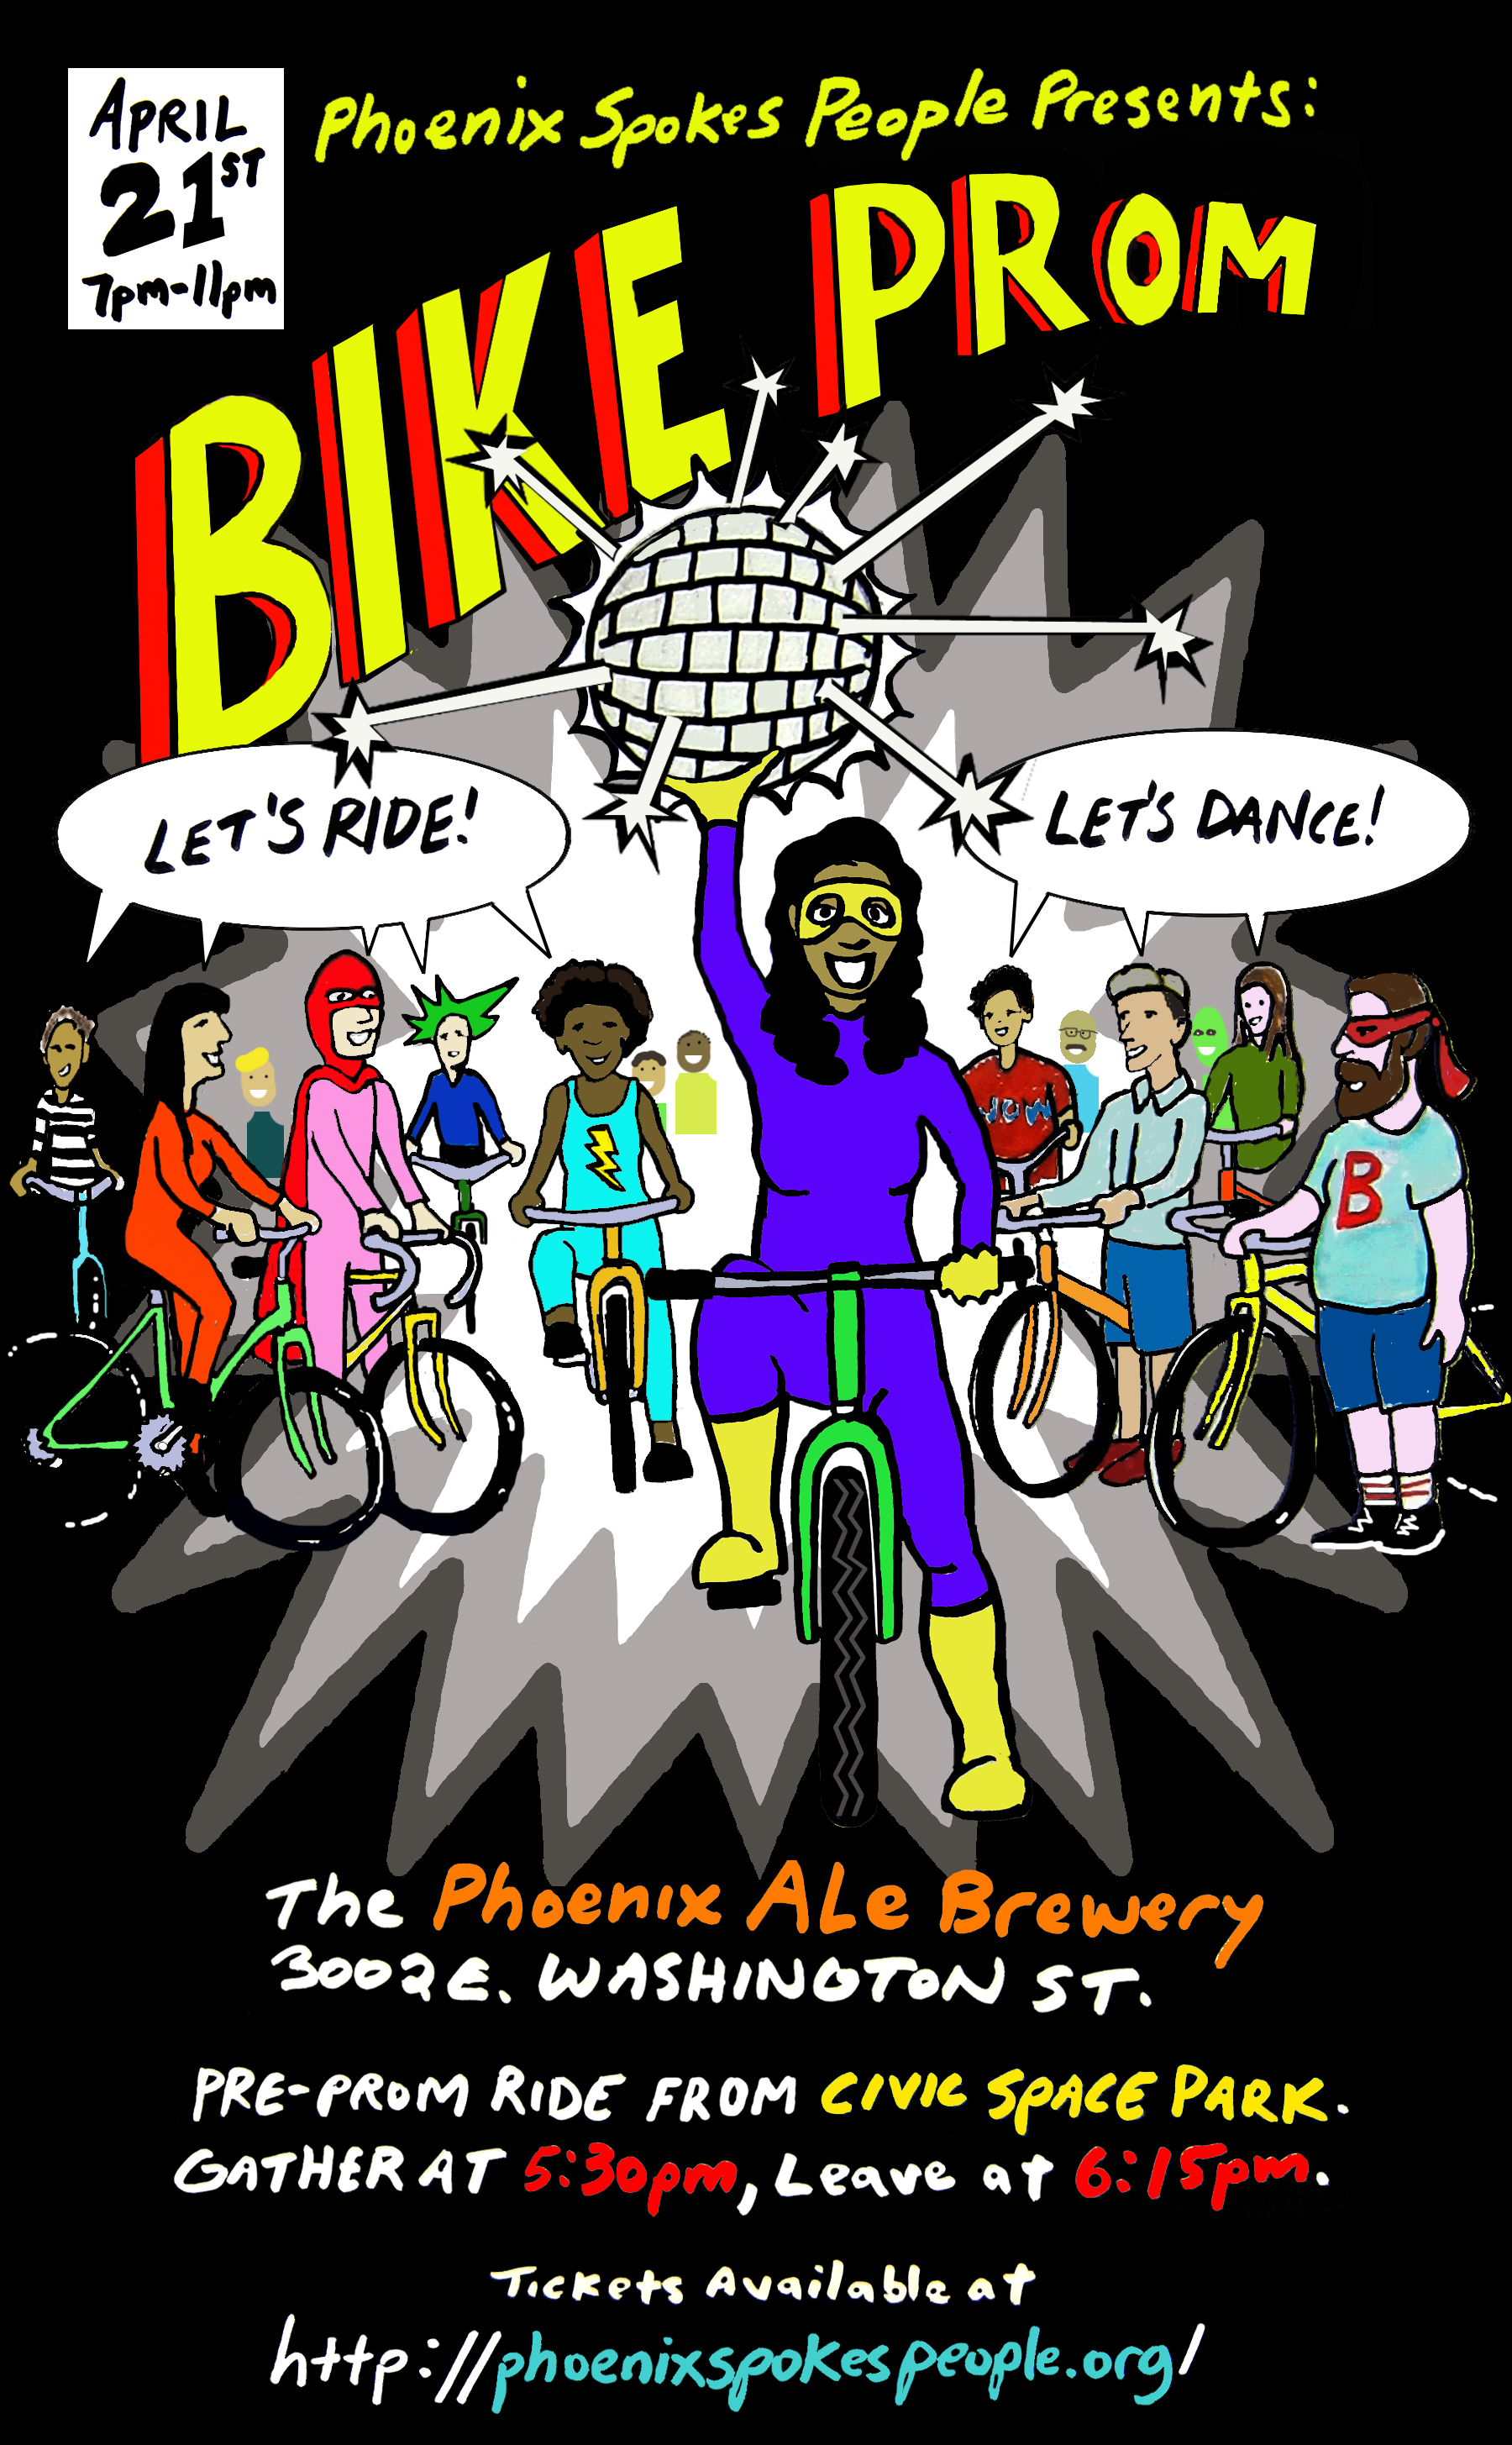 APRIL
21ST
7pm-11pm
Phoenix Spokes People Presents:
BIKE PROM
LET'S RIDE!
LET'S DANCE!
WOW
B
The Phoenix ALe Brewery
3002 E. WASHINGTON ST.
PRE-PROM RIDE FROM CIVIC SPACE PARK.
GATHER AT 5:30pm, Leave at 6:15pm.
Tickets Available at
http://phoenixspokespeople.org/